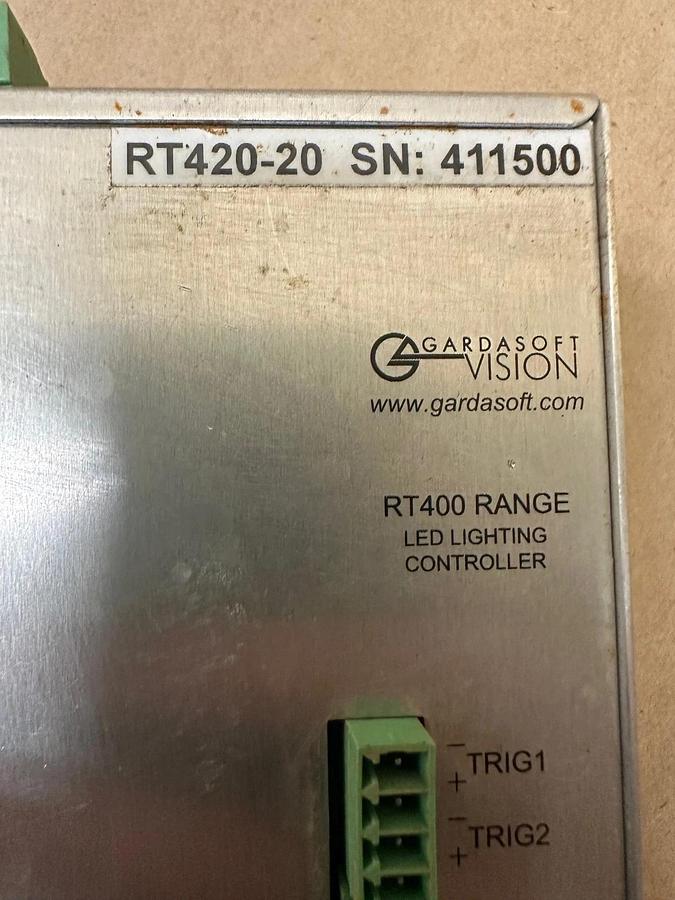 RT420-20 SN: 411500
GARDASOFT
VISION
www.gardasoft.com
RT400 RANGE
LED LIGHTING
CONTROLLER
− TRIG1
+
− TRIG2
+